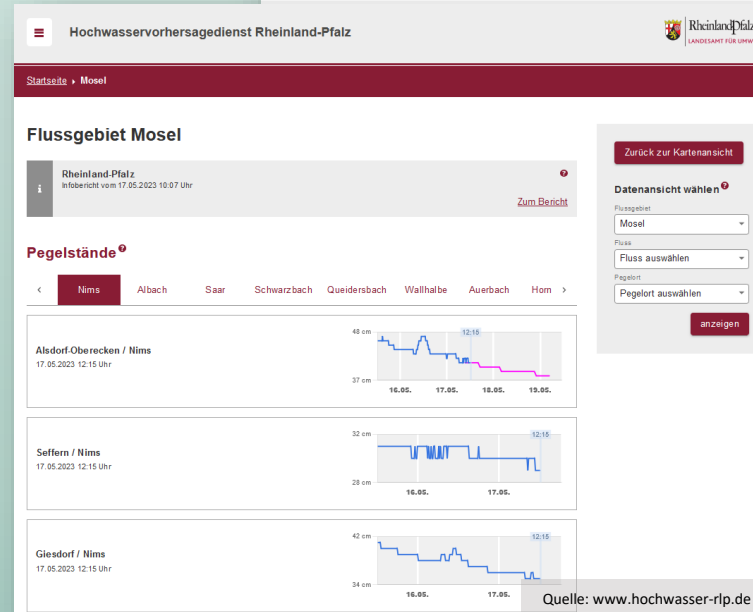 Hochwasservorhersagedienst Rheinland-Pfalz
RheinlandPfalz
LANDESAMT FÜR UMW
Startseite ▸ Mosel
Flussgebiet Mosel
i
Rheinland-Pfalz
Infobericht vom 17.05.2023 10:07 Uhr
?
Zum Bericht
Pegelstände ?
‹ Nims Albach Saar Schwarzbach Queidersbach Wallhalbe Auerbach Horn ›
Alsdorf-Oberecken / Nims
17.05.2023 12:15 Uhr
48 cm
12:15
37 cm
16.05. 17.05. 18.05. 19.05.
Seffern / Nims
17.05.2023 12:15 Uhr
32 cm
12:15
28 cm
16.05. 17.05.
Giesdorf / Nims
17.05.2023 12:15 Uhr
42 cm
12:15
34 cm
16.05. 17.05.
Zurück zur Kartenansicht
Datenansicht wählen ?
Flussgebiet
Mosel
Fluss
Fluss auswählen
Pegelort
Pegelort auswählen
anzeigen
Quelle: www.hochwasser-rlp.de